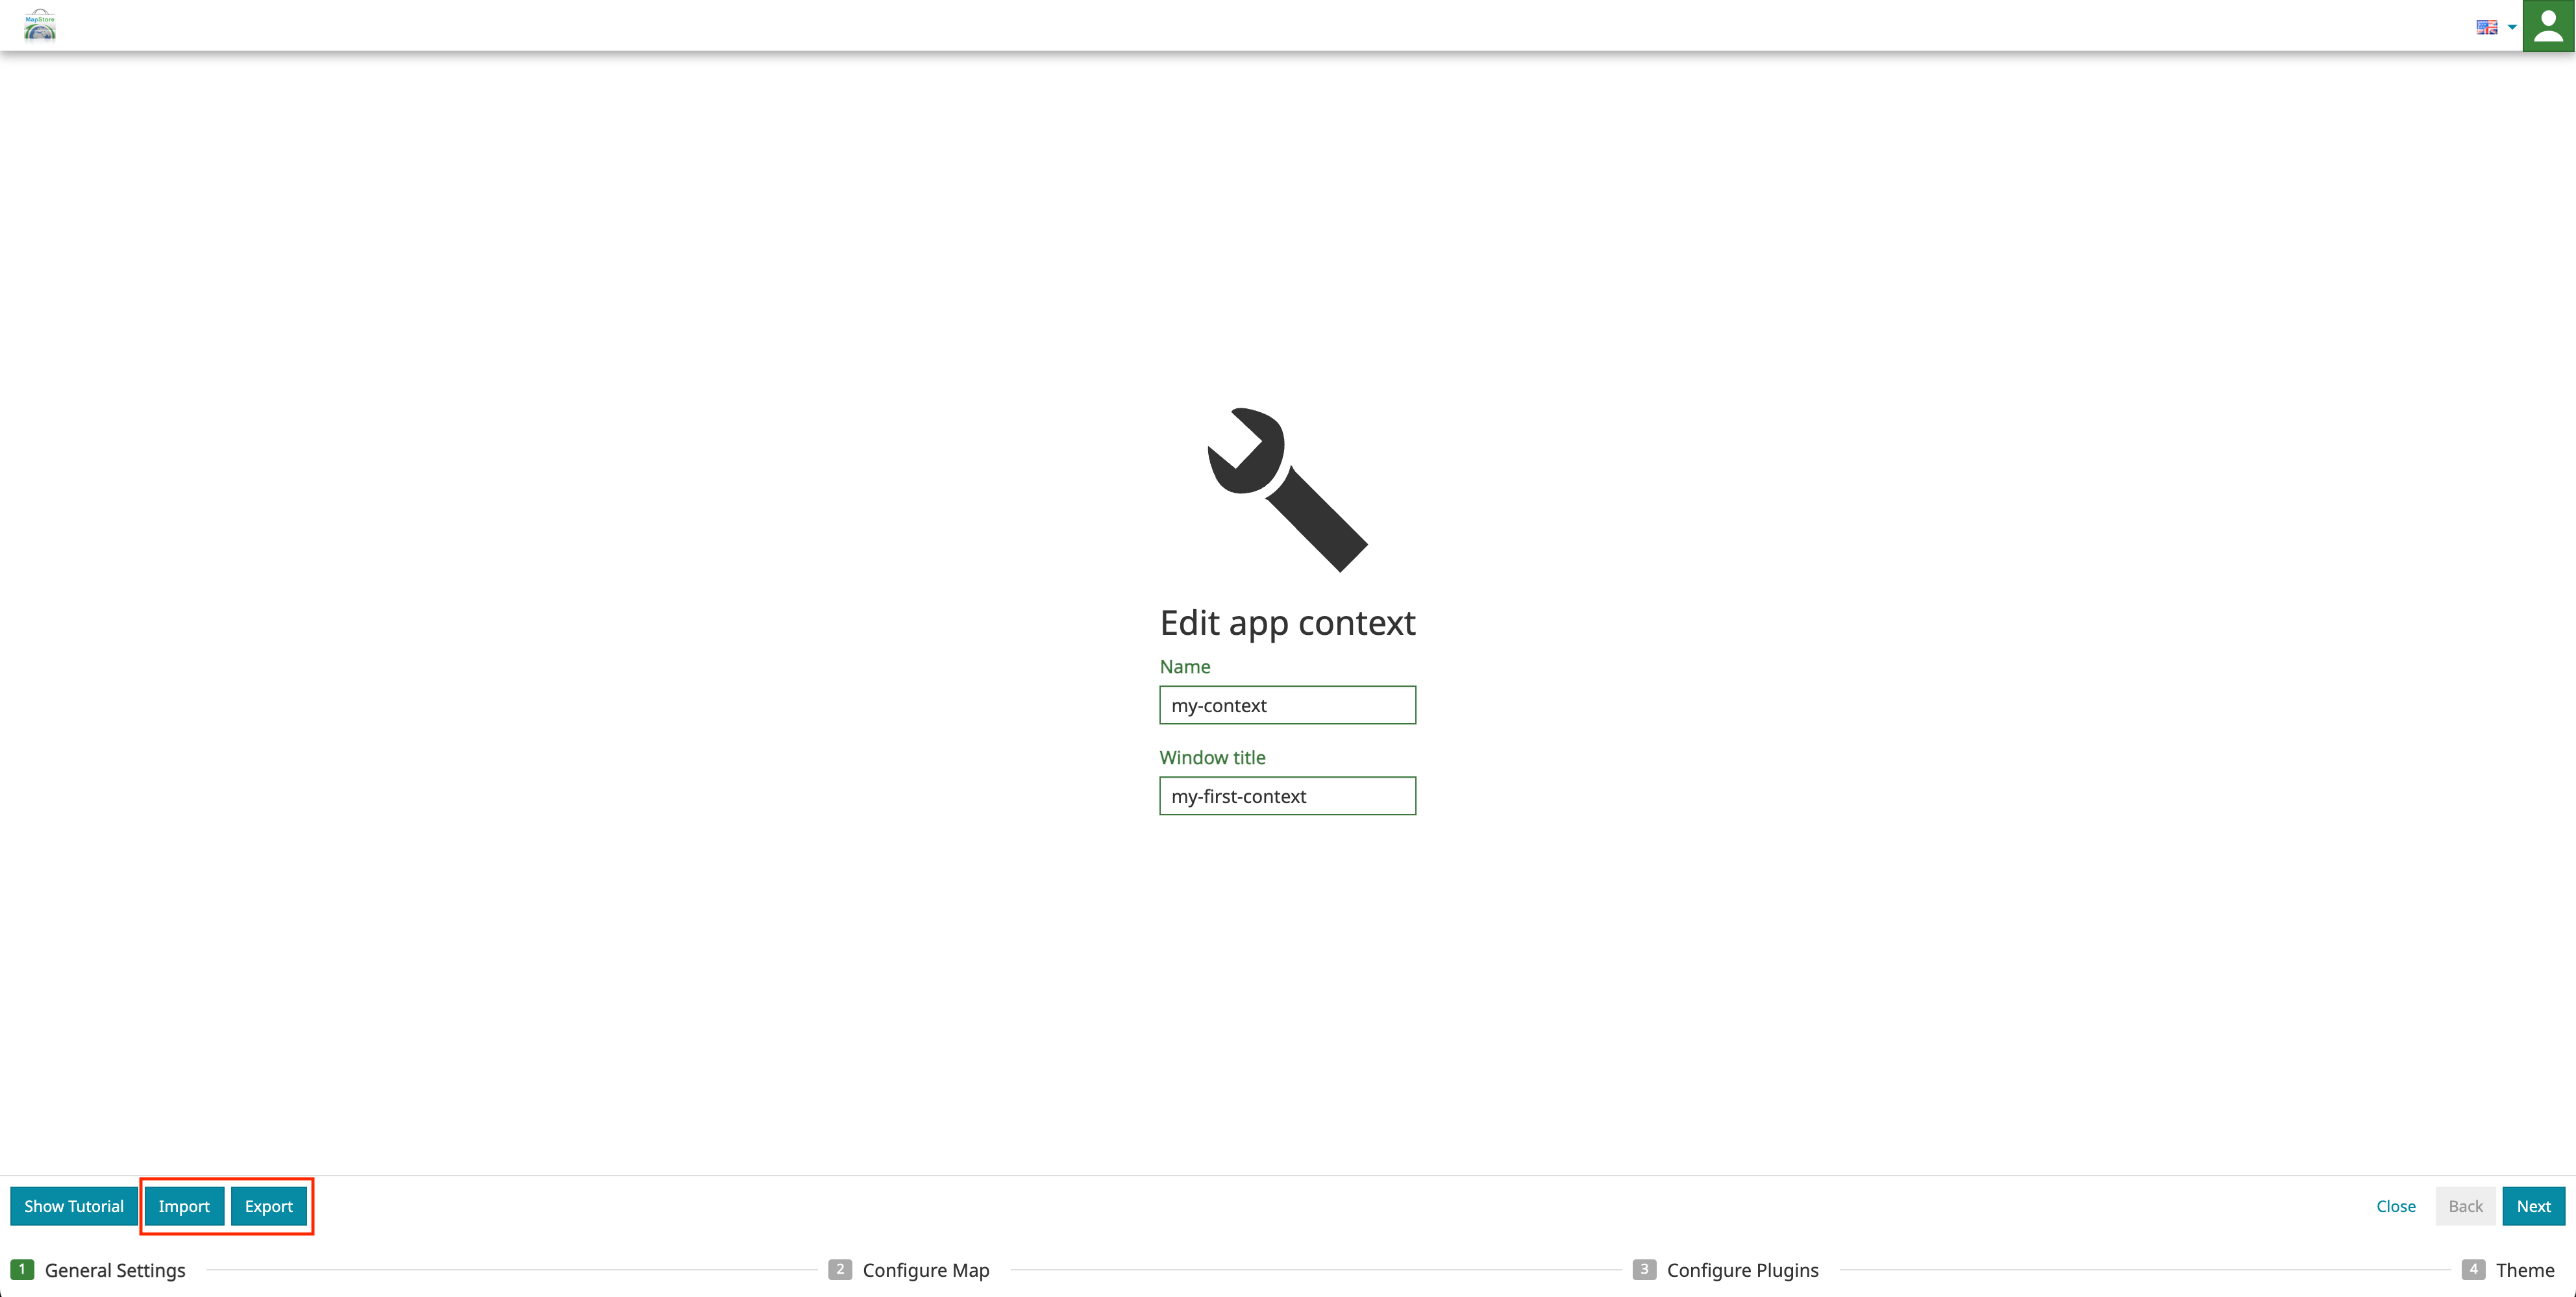 MapStore
Edit app context
Name
my-context
Window title
my-first-context
Show Tutorial Import Export Close Back Next
1 General Settings 2 Configure Map 3 Configure Plugins 4 Theme